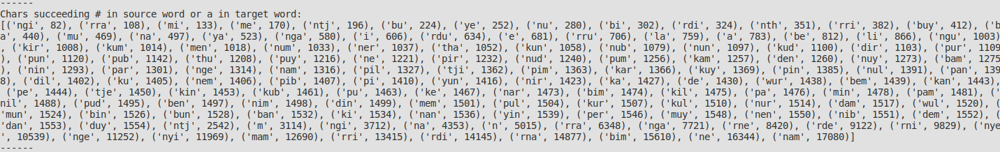 ------
Chars succeeding # in source word or a in target word:
[('ngi', 82), ('rra', 108), ('mi', 133), ('me', 170), ('ntj', 196), ('bu', 224), ('ye', 252), ('nu', 280), ('bi', 302), ('rdi', 324), ('nth', 351), ('rri', 382), ('buy', 412), ('b
a', 440), ('mu', 469), ('na', 497), ('ya', 523), ('nga', 580), ('i', 606), ('rdu', 634), ('e', 681), ('rru', 706), ('la', 759), ('a', 783), ('be', 812), ('li', 866), ('ngu', 1003)
, ('kir', 1008), ('kum', 1014), ('men', 1018), ('num', 1033), ('ner', 1037), ('tha', 1052), ('kun', 1058), ('nub', 1079), ('nun', 1097), ('kud', 1100), ('dir', 1103), ('pur', 1109
), ('pun', 1120), ('pub', 1142), ('thu', 1208), ('puy', 1216), ('ne', 1221), ('pir', 1232), ('nud', 1240), ('pum', 1256), ('kam', 1257), ('den', 1260), ('nuy', 1273), ('bam', 1275
), ('nin', 1293), ('par', 1301), ('nge', 1314), ('nam', 1316), ('pil', 1327), ('tji', 1362), ('pim', 1363), ('kar', 1366), ('kuy', 1369), ('pin', 1385), ('nul', 1391), ('pan', 139
8), ('dil', 1402), ('ku', 1405), ('nem', 1406), ('pib', 1407), ('pi', 1410), ('yun', 1416), ('nir', 1423), ('ka', 1427), ('de', 1430), ('wur', 1438), ('bem', 1439), ('kan', 1443),
('pe', 1444), ('tje', 1450), ('kin', 1453), ('kub', 1461), ('pu', 1463), ('ke', 1467), ('nar', 1473), ('bim', 1474), ('kil', 1475), ('pa', 1476), ('min', 1478), ('pam', 1481), ('
nil', 1488), ('pud', 1495), ('ben', 1497), ('nim', 1498), ('din', 1499), ('mem', 1501), ('pul', 1504), ('kur', 1507), ('kul', 1510), ('nur', 1514), ('dam', 1517), ('wul', 1520), (
'mun', 1524), ('bin', 1526), ('bun', 1528), ('ban', 1532), ('ki', 1534), ('nan', 1536), ('yin', 1539), ('per', 1546), ('muy', 1548), ('nen', 1550), ('nib', 1551), ('dem', 1552), (
'dan', 1553), ('duy', 1554), ('ntj', 2542), ('m', 3114), ('ngi', 3712), ('na', 4353), ('n', 5015), ('rra', 6348), ('nga', 7721), ('rne', 8420), ('rde', 9122), ('rni', 9829), ('nye
', 10539), ('nge', 11252), ('nyi', 11969), ('mam', 12690), ('rri', 13415), ('rdi', 14145), ('rna', 14877), ('bim', 15610), ('ne', 16344), ('nam', 17080)]
------